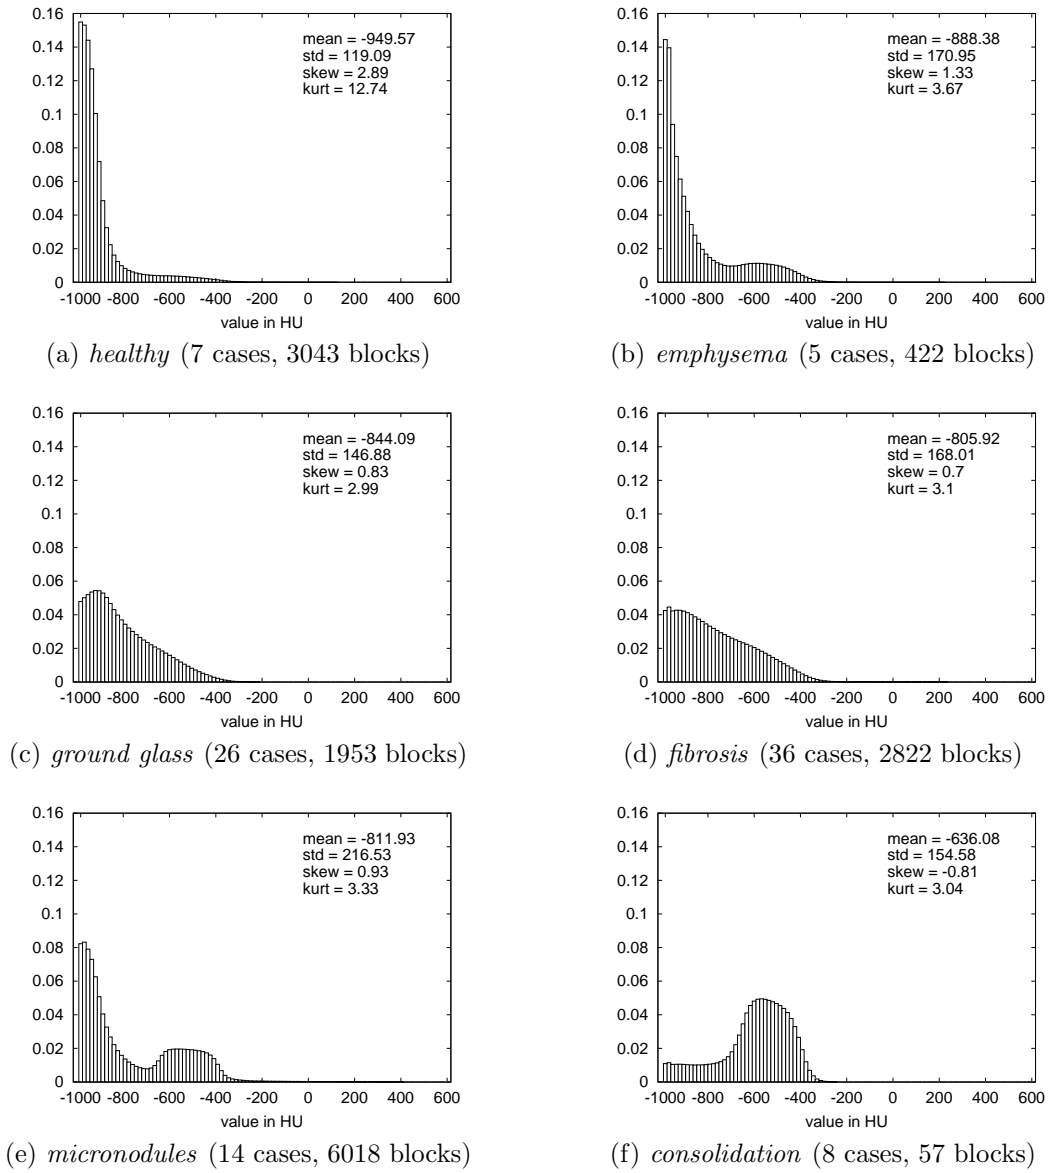 0.16
0.14
0.12
0.1
0.08
0.06
0.04
0.02
0
mean = -949.57
std = 119.09
skew = 2.89
kurt = 12.74
-1000 -800 -600 -400 -200 0 200 400 600
value in HU
(a) healthy (7 cases, 3043 blocks)
0.16
0.14
0.12
0.1
0.08
0.06
0.04
0.02
0
mean = -888.38
std = 170.95
skew = 1.33
kurt = 3.67
-1000 -800 -600 -400 -200 0 200 400 600
value in HU
(b) emphysema (5 cases, 422 blocks)
0.16
0.14
0.12
0.1
0.08
0.06
0.04
0.02
0
mean = -844.09
std = 146.88
skew = 0.83
kurt = 2.99
-1000 -800 -600 -400 -200 0 200 400 600
value in HU
(c) ground glass (26 cases, 1953 blocks)
0.16
0.14
0.12
0.1
0.08
0.06
0.04
0.02
0
mean = -805.92
std = 168.01
skew = 0.7
kurt = 3.1
-1000 -800 -600 -400 -200 0 200 400 600
value in HU
(d) fibrosis (36 cases, 2822 blocks)
0.16
0.14
0.12
0.1
0.08
0.06
0.04
0.02
0
mean = -811.93
std = 216.53
skew = 0.93
kurt = 3.33
-1000 -800 -600 -400 -200 0 200 400 600
value in HU
(e) micronodules (14 cases, 6018 blocks)
0.16
0.14
0.12
0.1
0.08
0.06
0.04
0.02
0
mean = -636.08
std = 154.58
skew = -0.81
kurt = 3.04
-1000 -800 -600 -400 -200 0 200 400 600
value in HU
(f) consolidation (8 cases, 57 blocks)